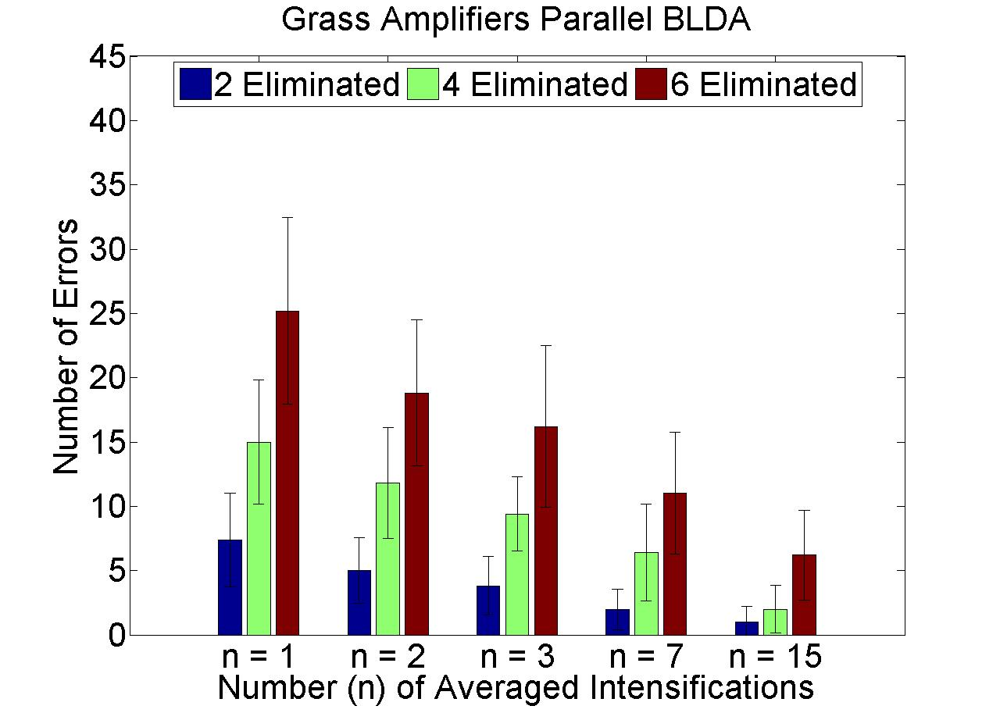 Grass Amplifiers Parallel BLDA
2 Eliminated 4 Eliminated 6 Eliminated
45
40
35
30
25
20
15
10
5
0
Number of Errors
n = 1 n = 2 n = 3 n = 7 n = 15
Number (n) of Averaged Intensifications